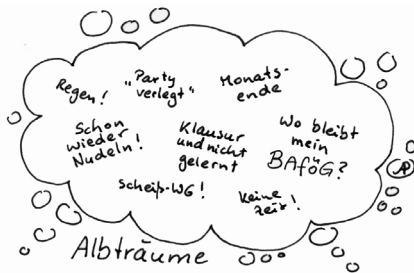 Regen!
"Party
verlegt"
Monats-
ende
Schon
wieder
Nudeln!
Klausur
und nicht
gelernt
Wo bleibt
mein
BAföG?
Scheiß-WG!
Keine
Zeit!
Albträume